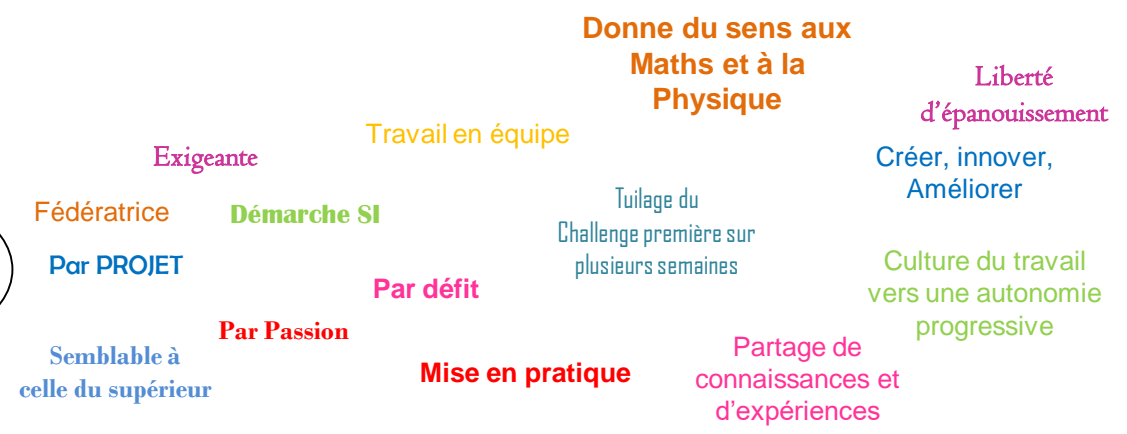 Donne du sens aux
Maths et à la
Physique
Liberté
d'épanouissement
Travail en équipe
Exigeante
Créer, innover,
Améliorer
Fédératrice
Démarche SI
Tuilage du
Challenge première sur
plusieurs semaines
Par PROJET
Par défit
Culture du travail
vers une autonomie
progressive
Par Passion
Semblable à
celle du supérieur
Mise en pratique
Partage de
connaissances et
d'expériences